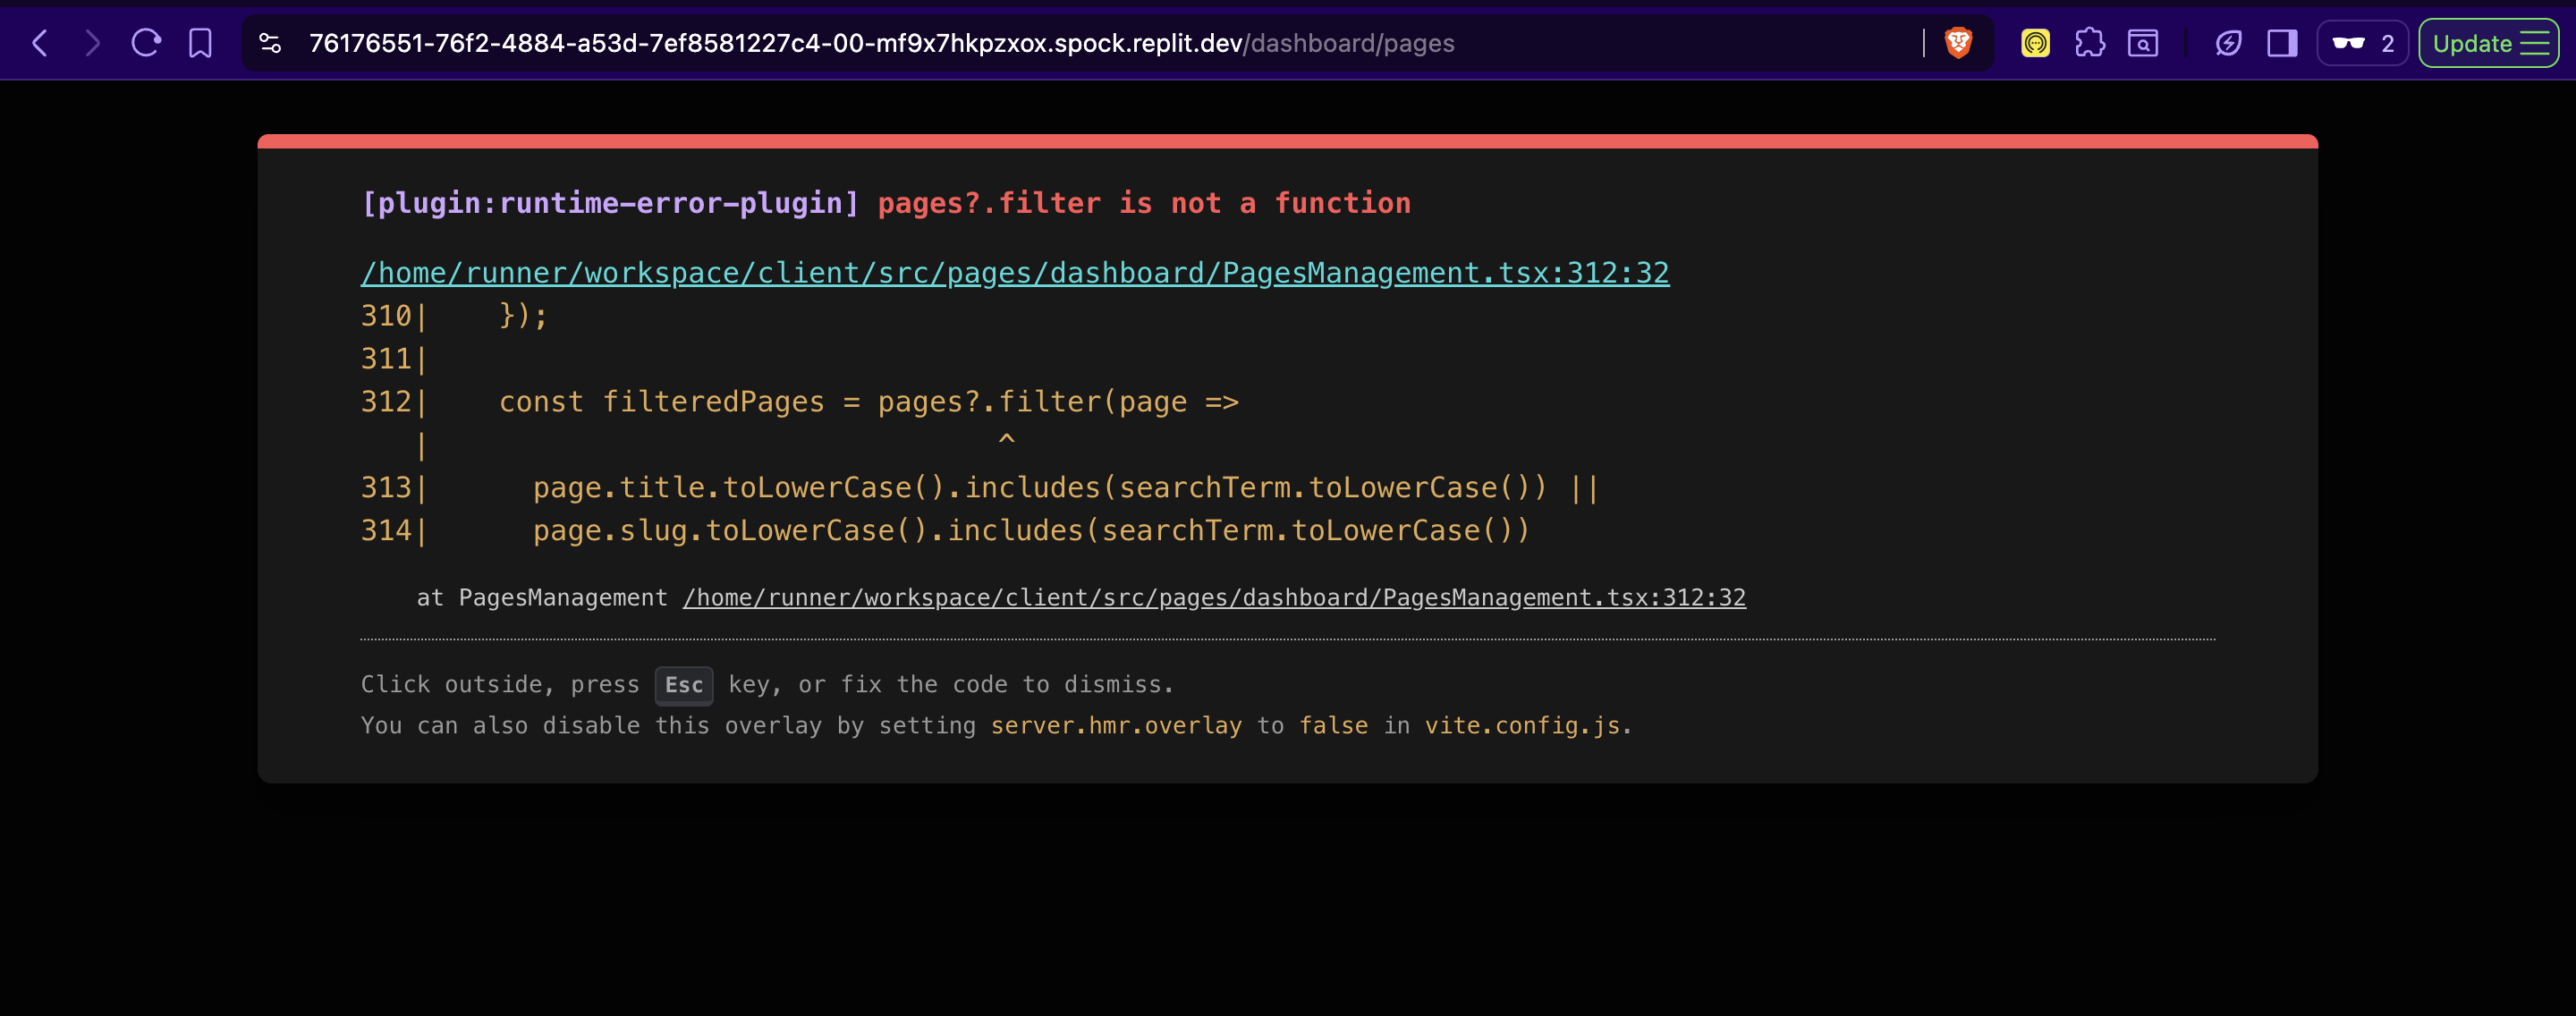 76176551-76f2-4884-a53d-7ef8581227c4-00-mf9x7hkpzxox.spock.replit.dev/dashboard/pages
2
Update
[plugin:runtime-error-plugin] pages?.filter is not a function
/home/runner/workspace/client/src/pages/dashboard/PagesManagement.tsx:312:32
310|    });
311|
312|    const filteredPages = pages?.filter(page =>
   |                                 ^
313|      page.title.toLowerCase().includes(searchTerm.toLowerCase()) ||
314|      page.slug.toLowerCase().includes(searchTerm.toLowerCase())
at PagesManagement /home/runner/workspace/client/src/pages/dashboard/PagesManagement.tsx:312:32
Click outside, press Esc key, or fix the code to dismiss.
You can also disable this overlay by setting server.hmr.overlay to false in vite.config.js.